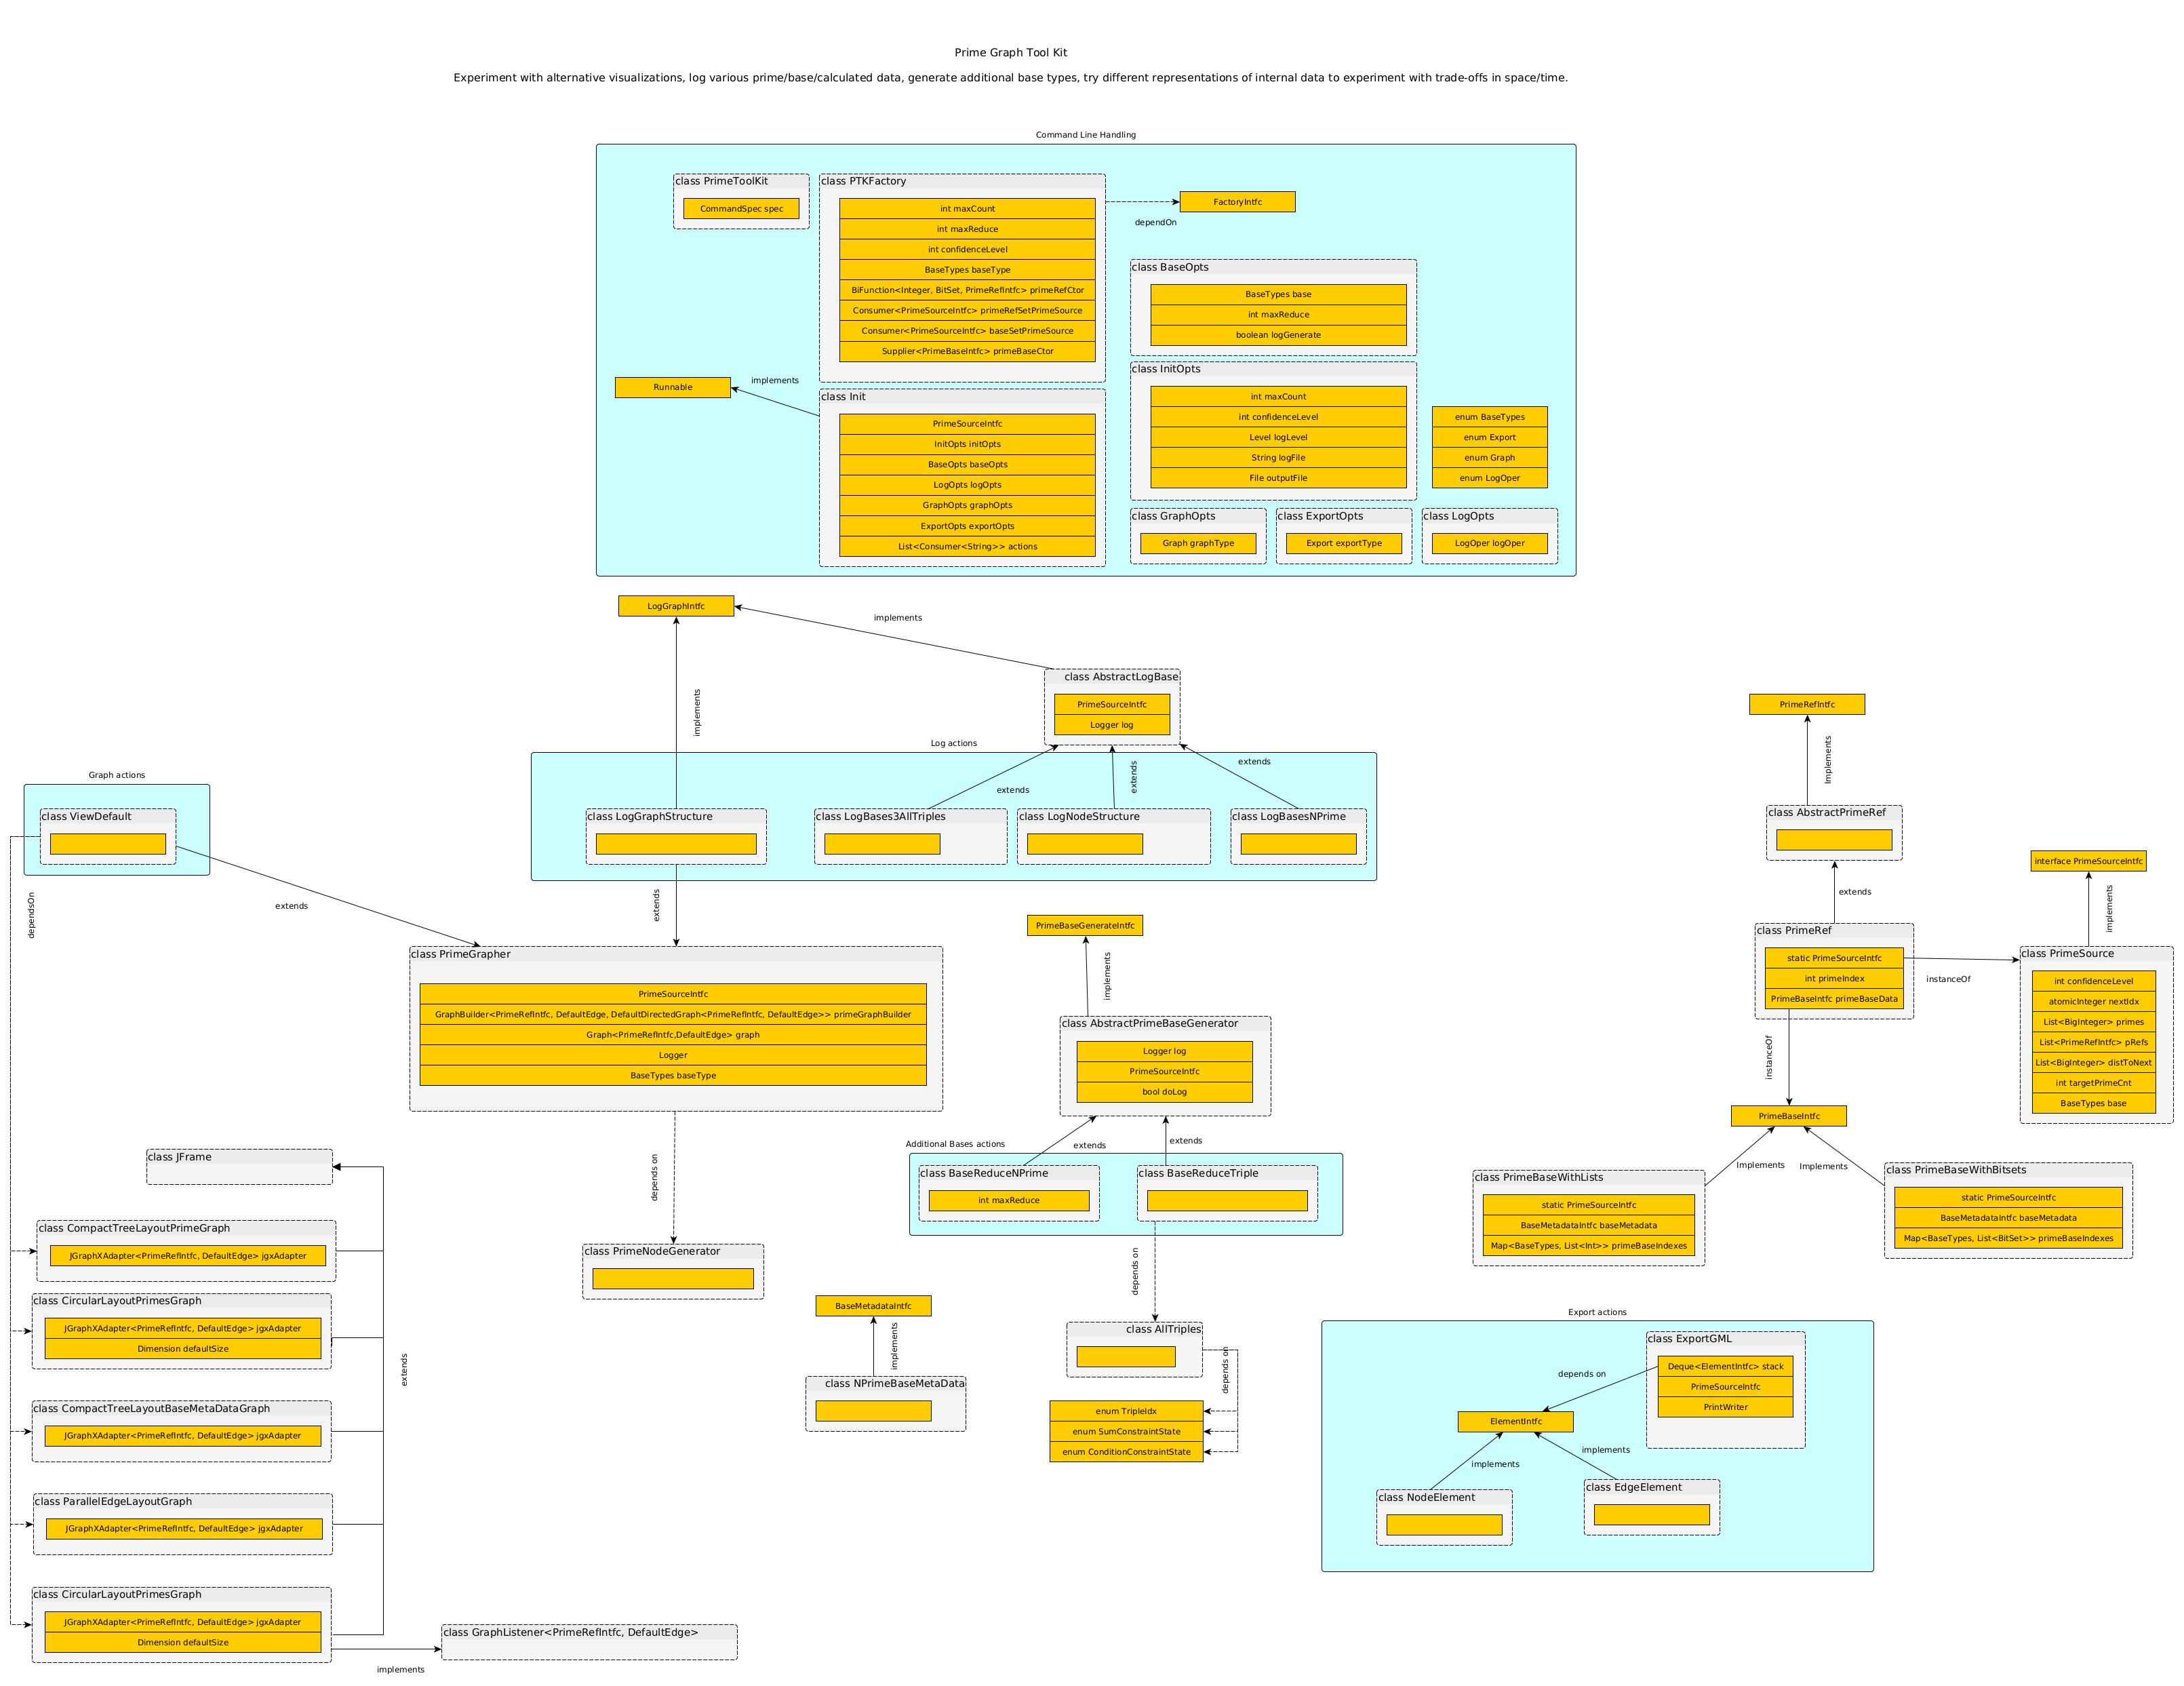 Prime Graph Tool Kit
Experiment with alternative visualizations, log various prime/base/calculated data, generate additional base types, try different representations of internal data to experiment with trade-offs in space/time.
Command Line Handling
class PrimeToolKit
CommandSpec spec
class PTKFactory
int maxCount
int maxReduce
int confidenceLevel
BaseTypes baseType
BiFunction<Integer, BitSet, PrimeRefIntfc> primeRefCtor
Consumer<PrimeSourceIntfc> primeRefSetPrimeSource
Consumer<PrimeSourceIntfc> baseSetPrimeSource
Supplier<PrimeBaseIntfc> primeBaseCtor
dependOn
FactoryIntfc
class BaseOpts
BaseTypes base
int maxReduce
boolean logGenerate
Runnable
implements
class Init
PrimeSourceIntfc
InitOpts initOpts
BaseOpts baseOpts
LogOpts logOpts
GraphOpts graphOpts
ExportOpts exportOpts
List<Consumer<String>> actions
class InitOpts
int maxCount
int confidenceLevel
Level logLevel
String logFile
File outputFile
enum BaseTypes
enum Export
enum Graph
enum LogOper
class GraphOpts
Graph graphType
class ExportOpts
Export exportType
class LogOpts
LogOper logOper
LogGraphIntfc
implements
implements
class AbstractLogBase
PrimeSourceIntfc
Logger log
Log actions
extends
extends
extends
class LogGraphStructure
class LogBases3AllTriples
class LogNodeStructure
class LogBasesNPrime
Graph actions
class ViewDefault
dependsOn
extends
extends
class PrimeGrapher
PrimeSourceIntfc
GraphBuilder<PrimeRefIntfc, DefaultEdge, DefaultDirectedGraph<PrimeRefIntfc, DefaultEdge>> primeGraphBuilder
Graph<PrimeRefIntfc,DefaultEdge> graph
Logger
BaseTypes baseType
depends on
class PrimeNodeGenerator
PrimeBaseGenerateIntfc
implements
class AbstractPrimeBaseGenerator
Logger log
PrimeSourceIntfc
bool doLog
Additional Bases actions
extends
extends
class BaseReduceNPrime
int maxReduce
class BaseReduceTriple
depends on
class AllTriples
depends on
enum TripleIdx
enum SumConstraintState
enum ConditionConstraintState
BaseMetadataIntfc
implements
class NPrimeBaseMetaData
PrimeRefIntfc
Implements
class AbstractPrimeRef
extends
class PrimeRef
static PrimeSourceIntfc
int primeIndex
PrimeBaseIntfc primeBaseData
instanceOf
interface PrimeSourceIntfc
implements
class PrimeSource
int confidenceLevel
atomicInteger nextIdx
List<BigInteger> primes
List<PrimeRefIntfc> pRefs
List<BigInteger> distToNext
int targetPrimeCnt
BaseTypes base
instanceOf
PrimeBaseIntfc
Implements
Implements
class PrimeBaseWithLists
static PrimeSourceIntfc
BaseMetadataIntfc baseMetadata
Map<BaseTypes, List<Int>> primeBaseIndexes
class PrimeBaseWithBitsets
static PrimeSourceIntfc
BaseMetadataIntfc baseMetadata
Map<BaseTypes, List<BitSet>> primeBaseIndexes
Export actions
class ExportGML
Deque<ElementIntfc> stack
PrimeSourceIntfc
PrintWriter
depends on
ElementIntfc
implements
implements
class NodeElement
class EdgeElement
class JFrame
class CompactTreeLayoutPrimeGraph
JGraphXAdapter<PrimeRefIntfc, DefaultEdge> jgxAdapter
class CircularLayoutPrimesGraph
JGraphXAdapter<PrimeRefIntfc, DefaultEdge> jgxAdapter
Dimension defaultSize
extends
class CompactTreeLayoutBaseMetaDataGraph
JGraphXAdapter<PrimeRefIntfc, DefaultEdge> jgxAdapter
class ParallelEdgeLayoutGraph
JGraphXAdapter<PrimeRefIntfc, DefaultEdge> jgxAdapter
class CircularLayoutPrimesGraph
JGraphXAdapter<PrimeRefIntfc, DefaultEdge> jgxAdapter
Dimension defaultSize
implements
class GraphListener<PrimeRefIntfc, DefaultEdge>